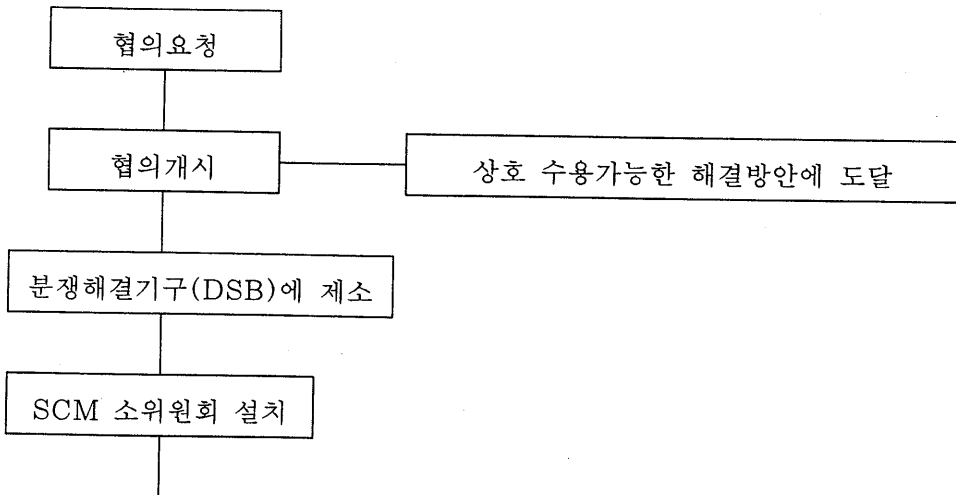 협의요청
협의개시
상호 수용가능한 해결방안에 도달
분쟁해결기구(DSB)에 제소
SCM 소위원회 설치